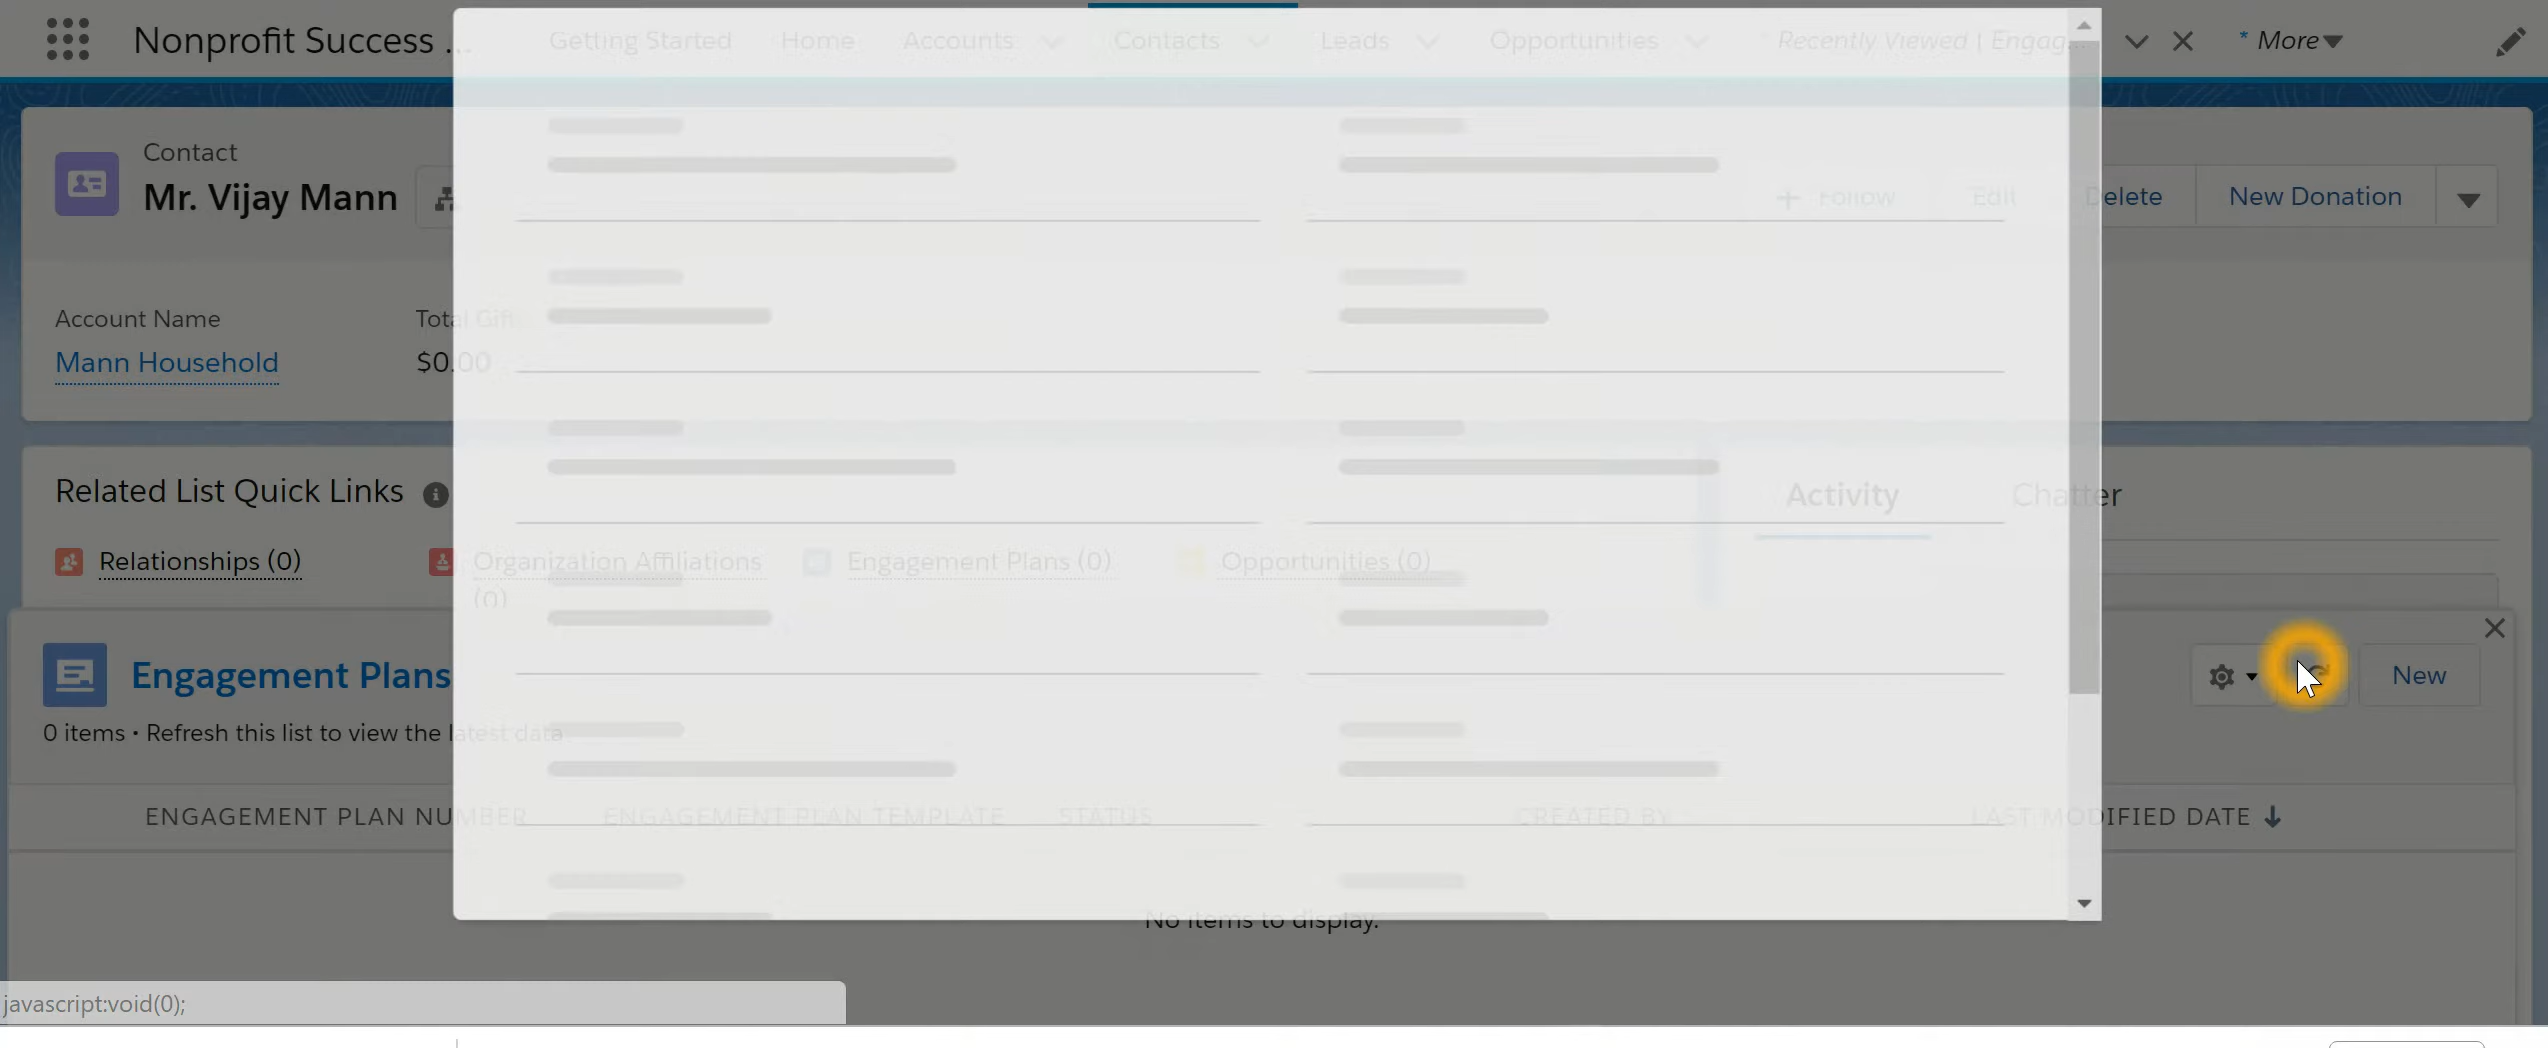 Nonprofit Success ...
Getting Started
Home
Accounts
Contacts
Leads
Opportunities
* Recently Viewed | Engag...
* More
Contact
Mr. Vijay Mann
+ Follow
Edit
Delete
New Donation
Account Name
Total Gif
Mann Household
$0.00
Related List Quick Links
Activity
Chatter
Relationships (0)
Organization Affiliations
(0)
Engagement Plans (0)
Opportunities (0)
Engagement Plans
New
0 items • Refresh this list to view the latest data
ENGAGEMENT PLAN NUMBER
ENGAGEMENT PLAN TEMPLATE
STATUS
CREATED BY
LAST MODIFIED DATE
No items to display.
javascript:void(0);